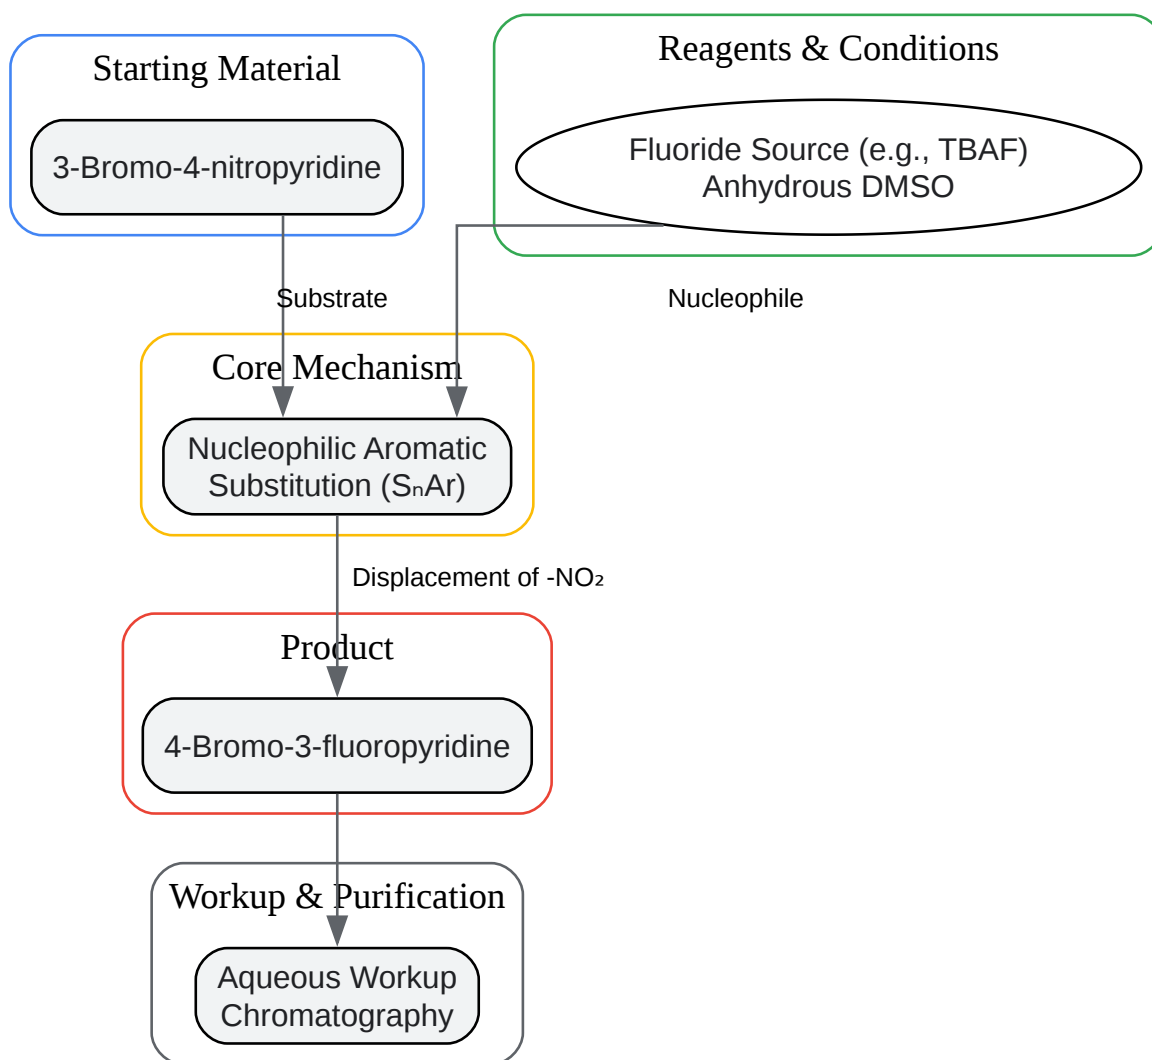 Starting Material
3-Bromo-4-nitropyridine
Reagents & Conditions
Fluoride Source (e.g., TBAF)
Anhydrous DMSO
Substrate
Nucleophile
Core Mechanism
Nucleophilic Aromatic
Substitution (SₙAr)
Displacement of -NO₂
Product
4-Bromo-3-fluoropyridine
Workup & Purification
Aqueous Workup
Chromatography